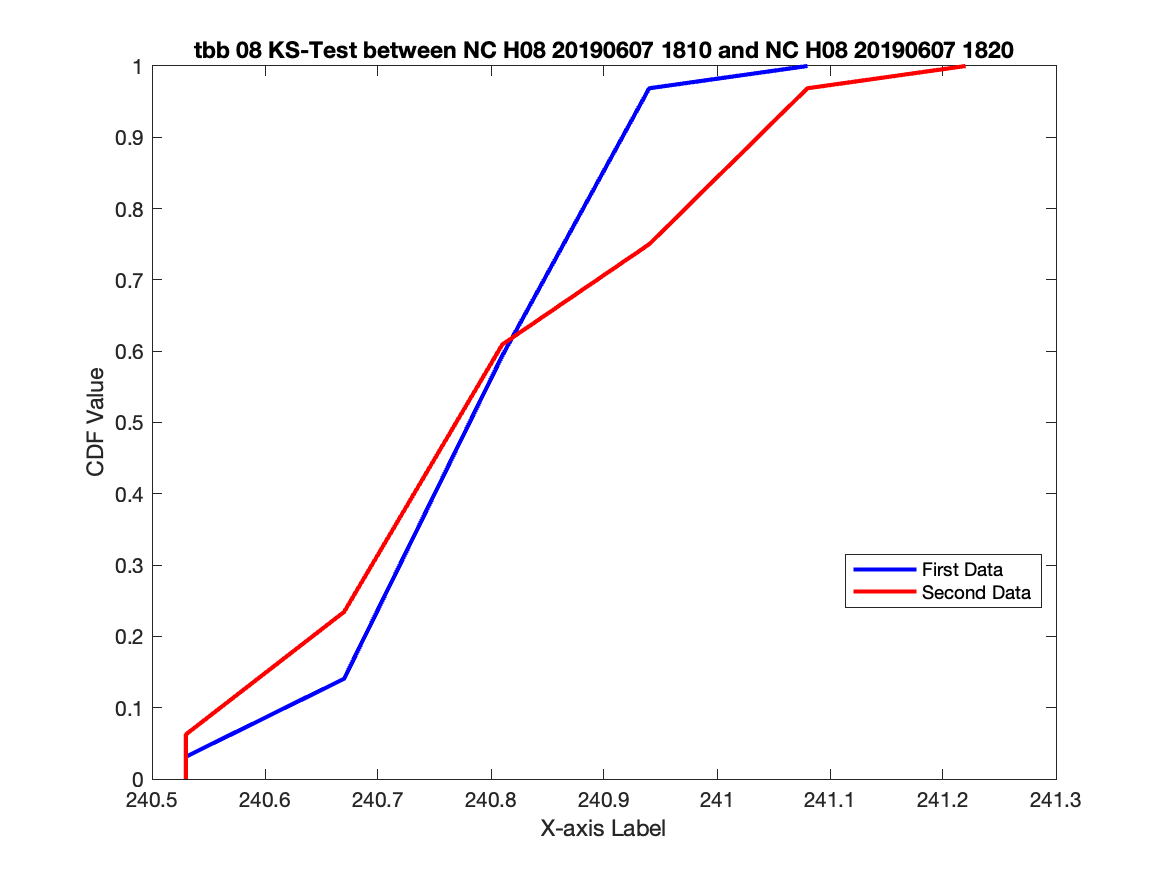 tbb 08 KS-Test between NC H08 20190607 1810 and NC H08 20190607 1820
1
0.9
0.8
0.7
0.6
0.5
0.4
0.3
0.2
0.1
0
CDF Value
First Data
Second Data
240.5 240.6 240.7 240.8 240.9 241 241.1 241.2 241.3
X-axis Label